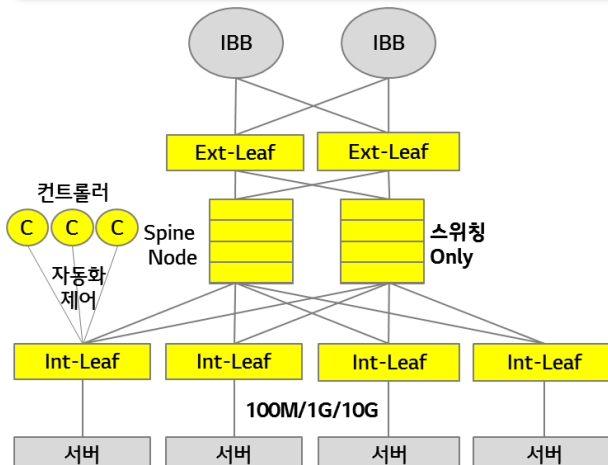 IBB
IBB
Ext-Leaf
Ext-Leaf
컨트롤러
C
C
C
Spine
Node
스위칭
Only
자동화
제어
Int-Leaf
Int-Leaf
Int-Leaf
Int-Leaf
100M/1G/10G
서버
서버
서버
서버